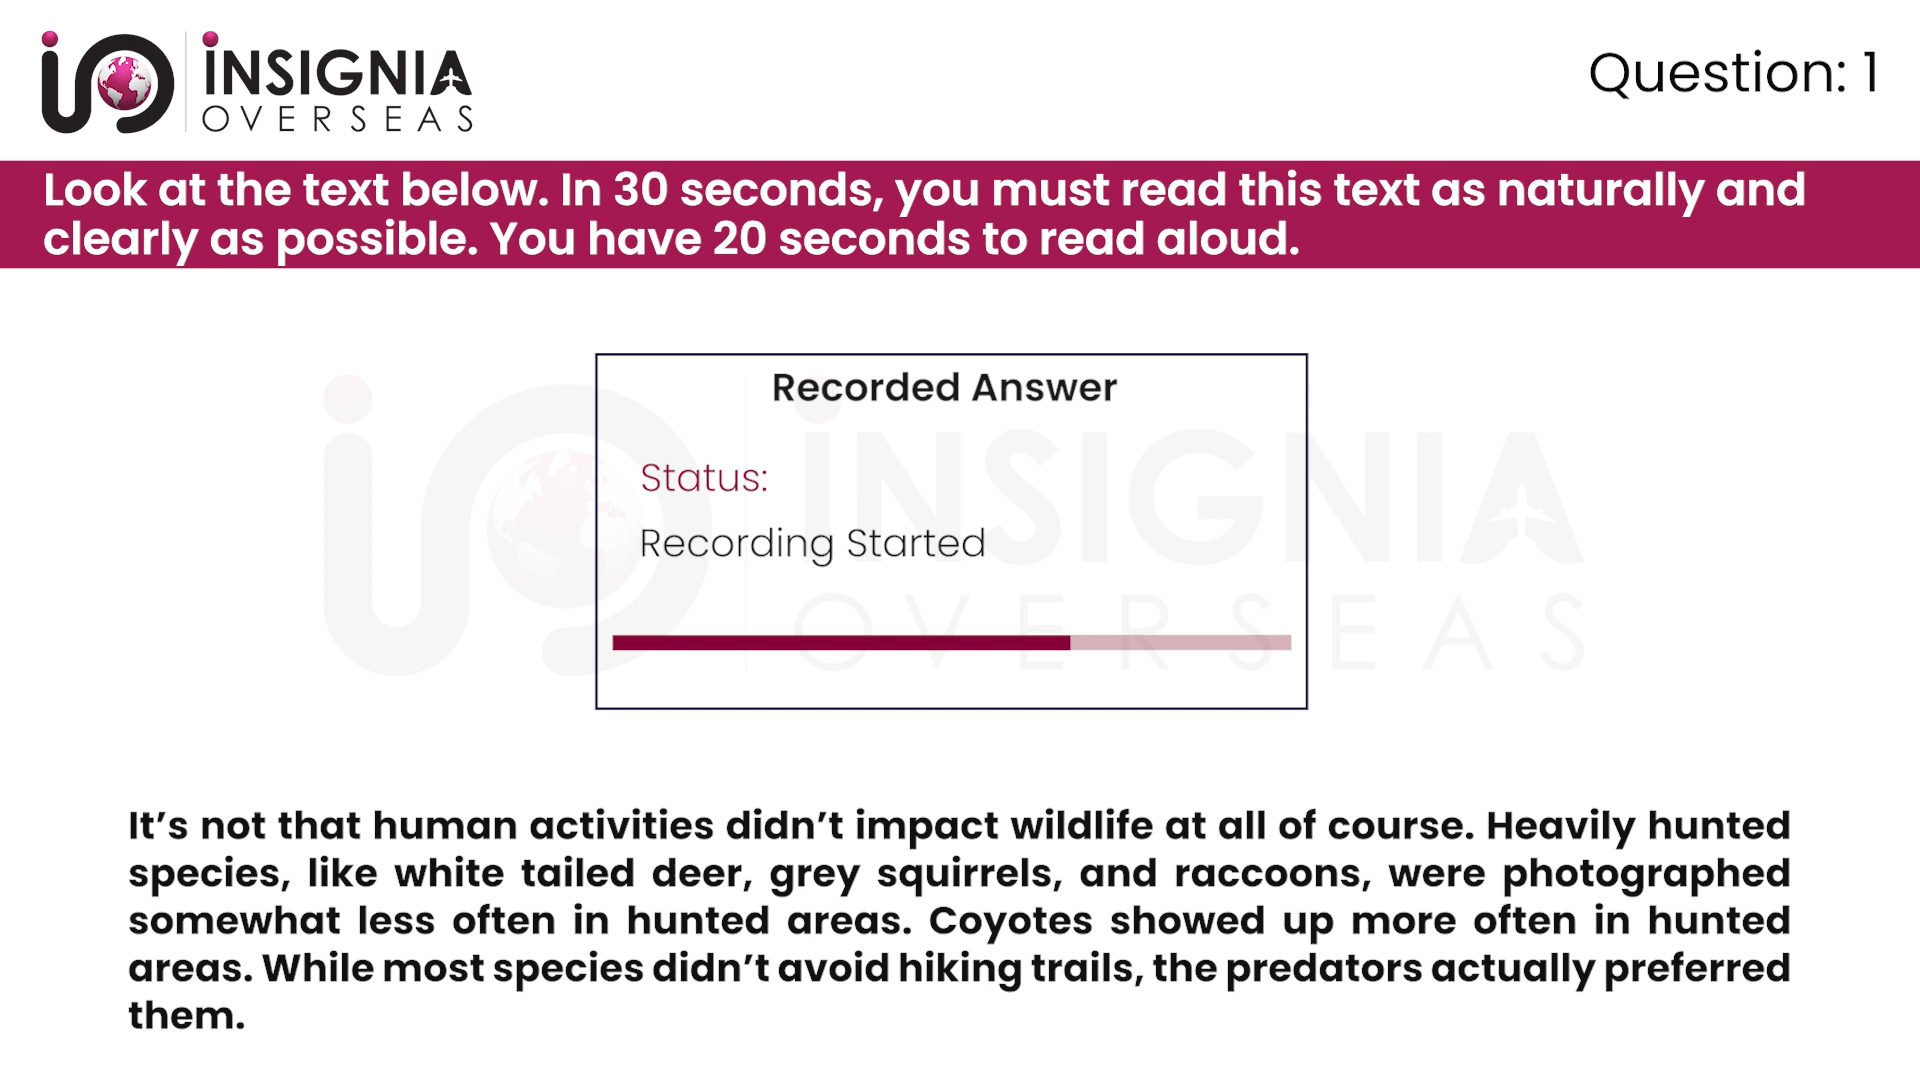 iNSIGNIA
OVERSEAS
Question: 1
Look at the text below. In 30 seconds, you must read this text as naturally and
clearly as possible. You have 20 seconds to read aloud.
Recorded Answer
Status:
Recording Started
iNSIGNIA
OVERSEAS
It’s not that human activities didn’t impact wildlife at all of course. Heavily hunted
species, like white tailed deer, grey squirrels, and raccoons, were photographed
somewhat less often in hunted areas. Coyotes showed up more often in hunted
areas. While most species didn’t avoid hiking trails, the predators actually preferred
them.